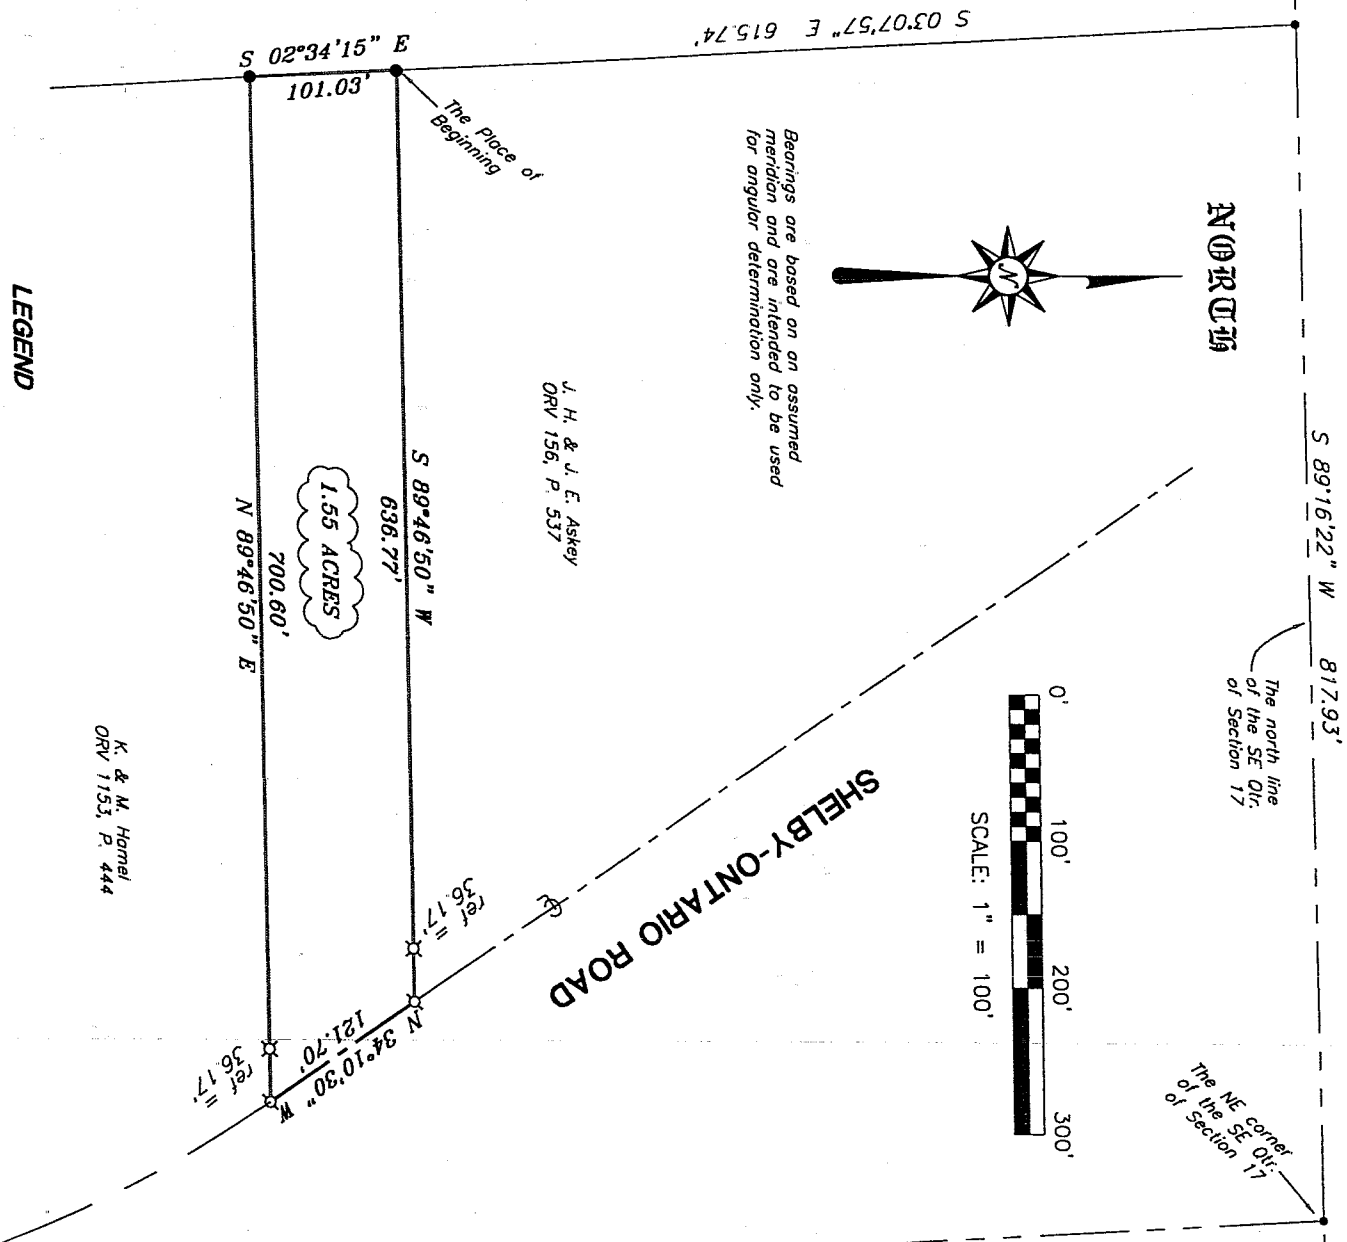 S 89°16'22" W 817.93'
The north line
of the SE Qtr.
of Section 17
The NE corner
of the SE Qtr.
of Section 17
NORTH
N
0' 100' 200' 300'
SCALE: 1" = 100'
S 03°07'57" E 615.74'
Bearings are based on an assumed
meridian and are intended to be used
for angular determination only.
SHELBY-ONTARIO ROAD
J. H. & J. E. Askey
ORV 156, P. 537
The Place of
Beginning
S 02°34'15" E
101.03'
S 89°46'50" W
636.77'
ref =
36.17'
1.55 ACRES
N 34°10'30" W
121.70'
700.60'
N 89°46'50" E
ref =
36.17'
K. & M. Hamel
ORV 1153, P. 444
LEGEND